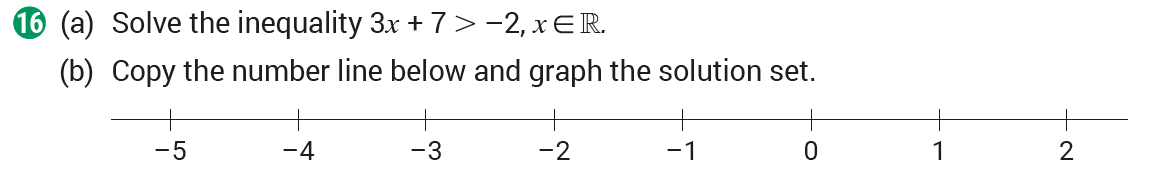 16 (a) Solve the inequality 3x + 7 > −2, x ∈ ℝ.
(b) Copy the number line below and graph the solution set.
−5 −4 −3 −2 −1 0 1 2